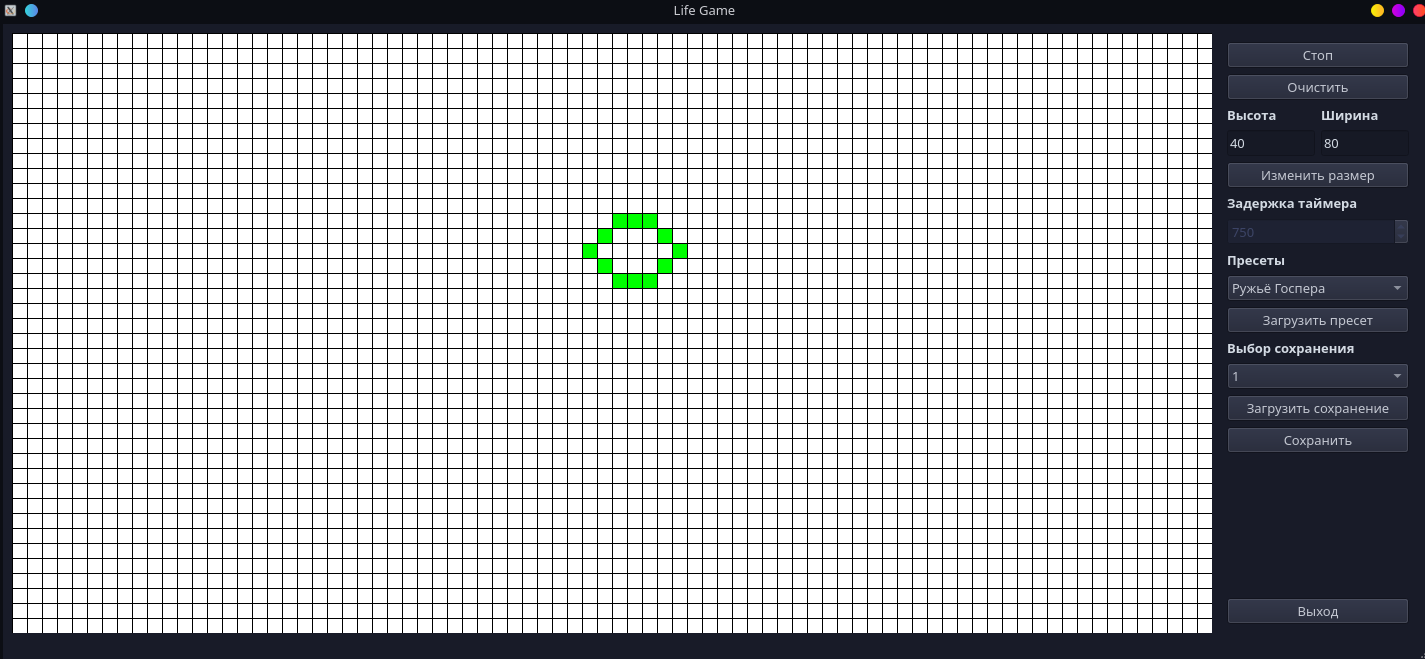 Life Game
Стоп
Очистить
Высота Ширина
40 80
Изменить размер
Задержка таймера
750
Пресеты
Ружьё Госпера
Загрузить пресет
Выбор сохранения
1
Загрузить сохранение
Сохранить
Выход